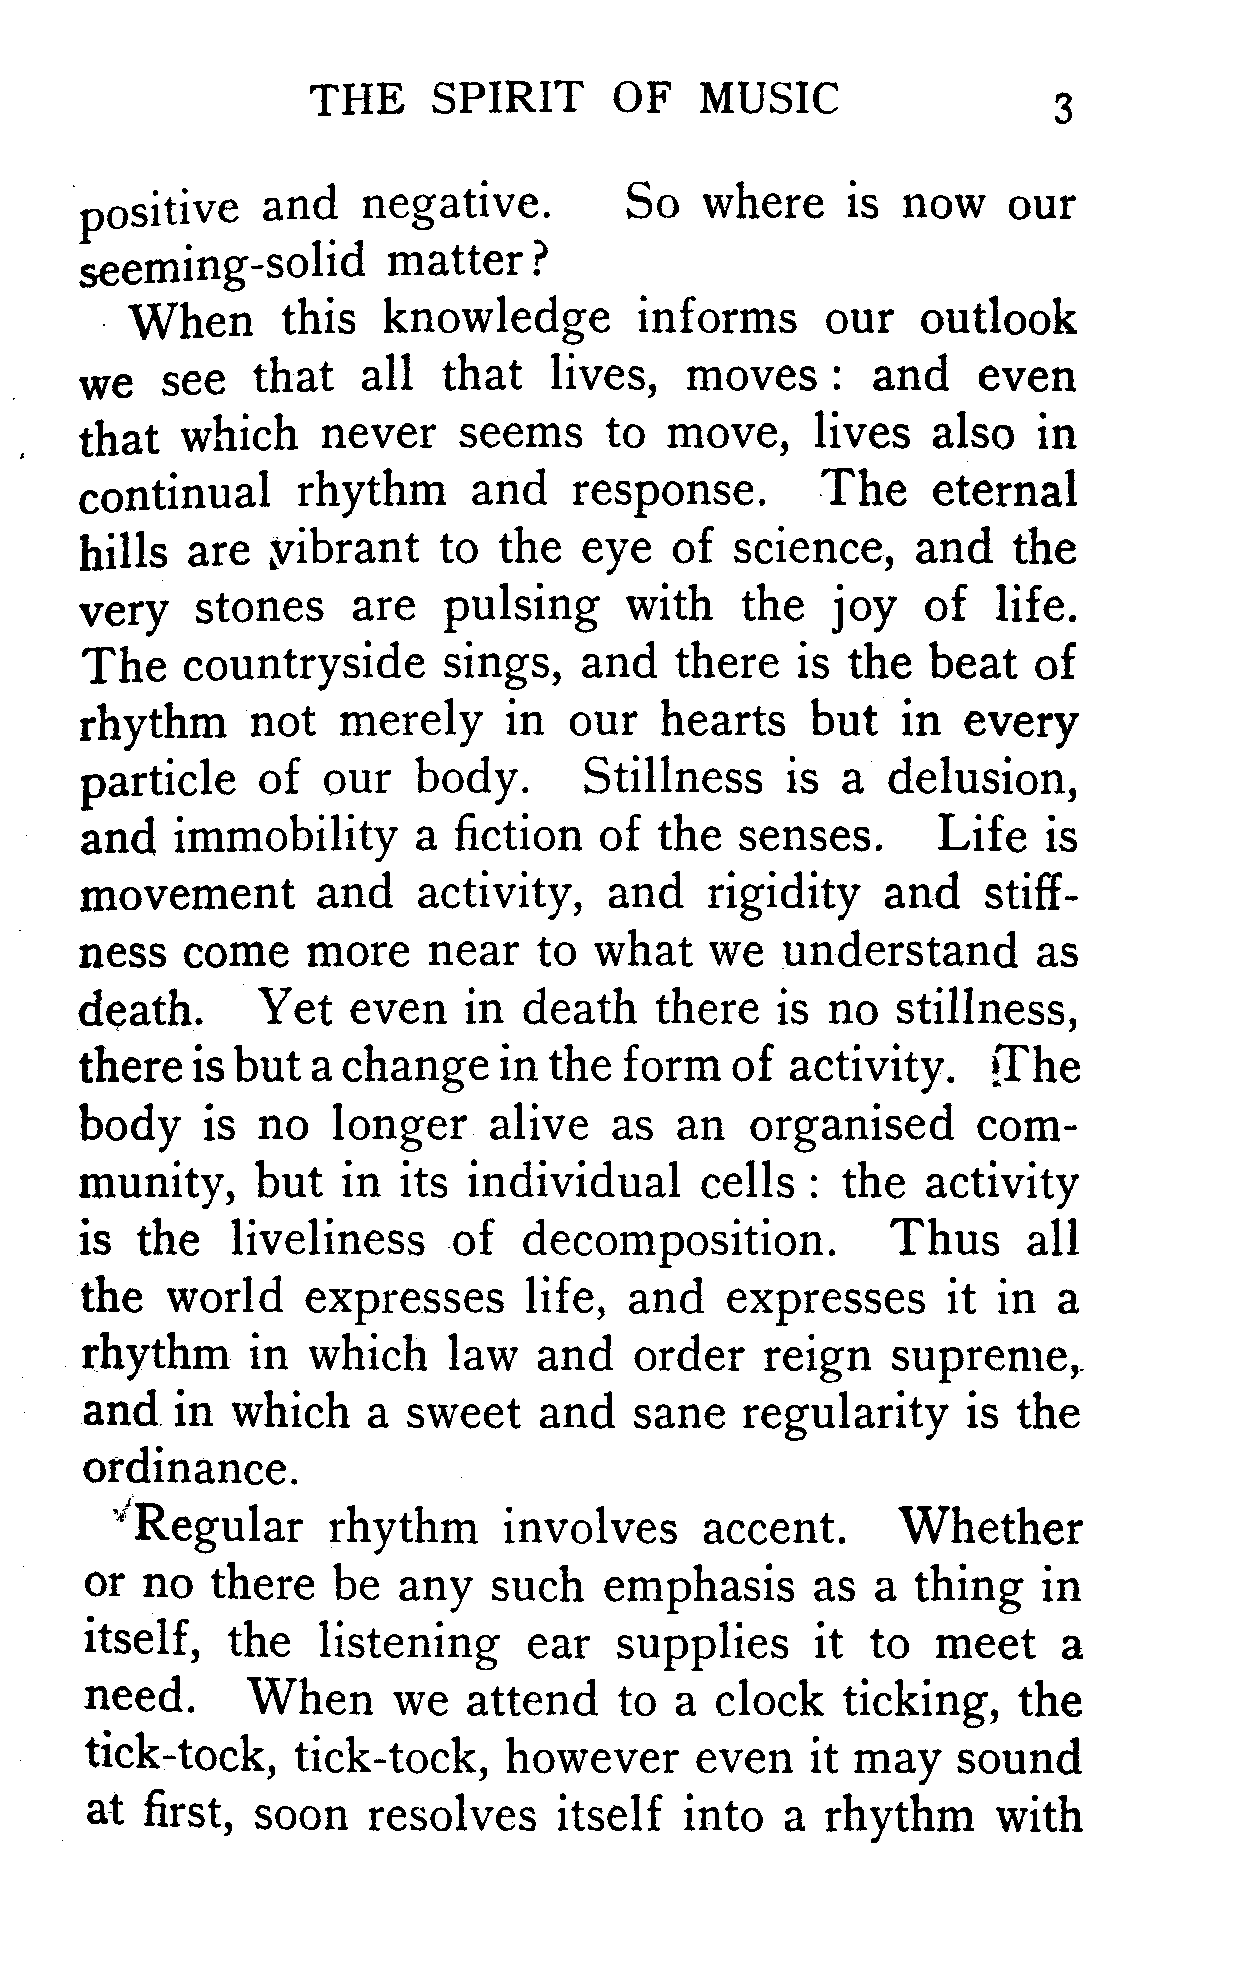 THE SPIRIT OF MUSIC 3
positive and negative. So where is now our
seeming-solid matter?
When this knowledge informs our outlook
we see that all that lives, moves : and even
that which never seems to move, lives also in
continual rhythm and response. The eternal
hills are vibrant to the eye of science, and the
very stones are pulsing with the joy of life.
The countryside sings, and there is the beat of
rhythm not merely in our hearts but in every
particle of our body. Stillness is a delusion,
and immobility a fiction of the senses. Life is
movement and activity, and rigidity and stiff-
ness come more near to what we understand as
death. Yet even in death there is no stillness,
there is but a change in the form of activity. The
body is no longer alive as an organised com-
munity, but in its individual cells : the activity
is the liveliness of decomposition. Thus all
the world expresses life, and expresses it in a
rhythm in which law and order reign supreme,
and in which a sweet and sane regularity is the
ordinance.
Regular rhythm involves accent. Whether
or no there be any such emphasis as a thing in
itself, the listening ear supplies it to meet a
need. When we attend to a clock ticking, the
tick-tock, tick-tock, however even it may sound
at first, soon resolves itself into a rhythm with